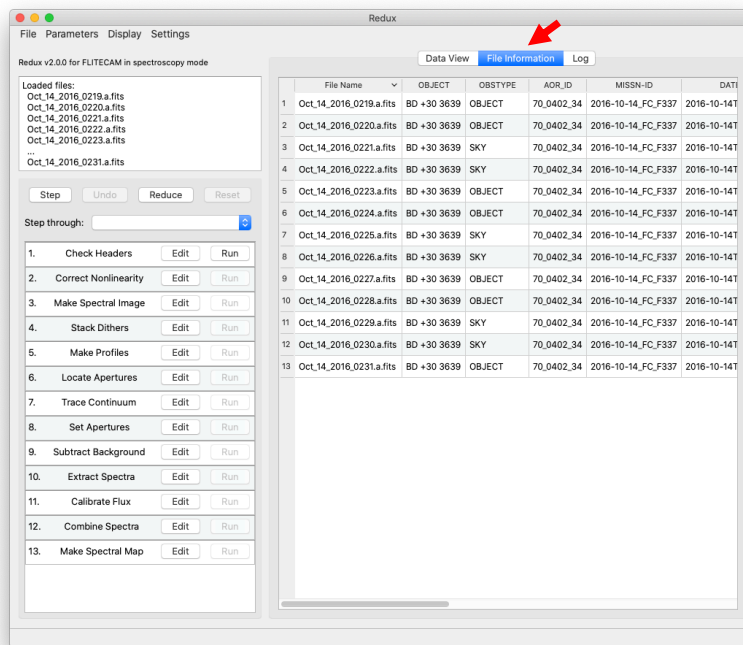 Redux
File Parameters Display Settings
Redux v2.0.0 for FLITECAM in spectroscopy mode
Loaded files:
Oct_14_2016_0219.a.fits
Oct_14_2016_0220.a.fits
Oct_14_2016_0221.a.fits
Oct_14_2016_0222.a.fits
Oct_14_2016_0223.a.fits
...
Oct_14_2016_0231.a.fits
Step Undo Reduce Reset
Step through:
1. Check Headers Edit Run
2. Correct Nonlinearity Edit Run
3. Make Spectral Image Edit Run
4. Stack Dithers Edit Run
5. Make Profiles Edit Run
6. Locate Apertures Edit Run
7. Trace Continuum Edit Run
8. Set Apertures Edit Run
9. Subtract Background Edit Run
10. Extract Spectra Edit Run
11. Calibrate Flux Edit Run
12. Combine Spectra Edit Run
13. Make Spectral Map Edit Run
Data View File Information Log
File Name OBJECT OBSTYPE AOR_ID MISSN-ID DATE
1 Oct_14_2016_0219.a.fits BD +30 3639 OBJECT 70_0402_34 2016-10-14_FC_F337 2016-10-14T
2 Oct_14_2016_0220.a.fits BD +30 3639 OBJECT 70_0402_34 2016-10-14_FC_F337 2016-10-14T
3 Oct_14_2016_0221.a.fits BD +30 3639 SKY 70_0402_34 2016-10-14_FC_F337 2016-10-14T
4 Oct_14_2016_0222.a.fits BD +30 3639 SKY 70_0402_34 2016-10-14_FC_F337 2016-10-14T
5 Oct_14_2016_0223.a.fits BD +30 3639 OBJECT 70_0402_34 2016-10-14_FC_F337 2016-10-14T
6 Oct_14_2016_0224.a.fits BD +30 3639 OBJECT 70_0402_34 2016-10-14_FC_F337 2016-10-14T
7 Oct_14_2016_0225.a.fits BD +30 3639 SKY 70_0402_34 2016-10-14_FC_F337 2016-10-14T
8 Oct_14_2016_0226.a.fits BD +30 3639 SKY 70_0402_34 2016-10-14_FC_F337 2016-10-14T
9 Oct_14_2016_0227.a.fits BD +30 3639 OBJECT 70_0402_34 2016-10-14_FC_F337 2016-10-14T
10 Oct_14_2016_0228.a.fits BD +30 3639 OBJECT 70_0402_34 2016-10-14_FC_F337 2016-10-14T
11 Oct_14_2016_0229.a.fits BD +30 3639 SKY 70_0402_34 2016-10-14_FC_F337 2016-10-14T
12 Oct_14_2016_0230.a.fits BD +30 3639 SKY 70_0402_34 2016-10-14_FC_F337 2016-10-14T
13 Oct_14_2016_0231.a.fits BD +30 3639 OBJECT 70_0402_34 2016-10-14_FC_F337 2016-10-14T